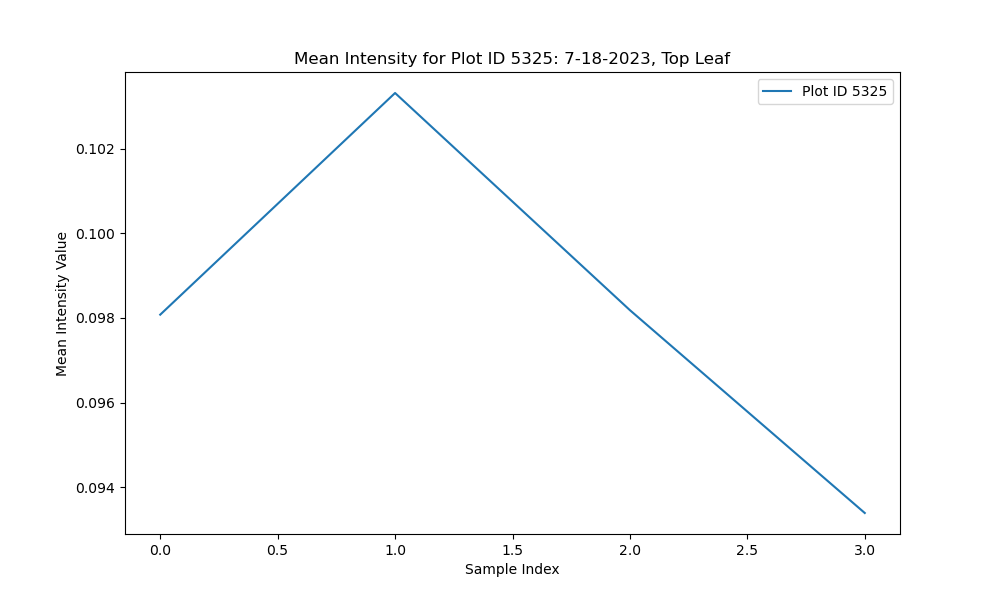 Mean Intensity for Plot ID 5325: 7-18-2023, Top Leaf
Plot ID 5325
Mean Intensity Value
0.102
0.100
0.098
0.096
0.094
0.0 0.5 1.0 1.5 2.0 2.5 3.0
Sample Index